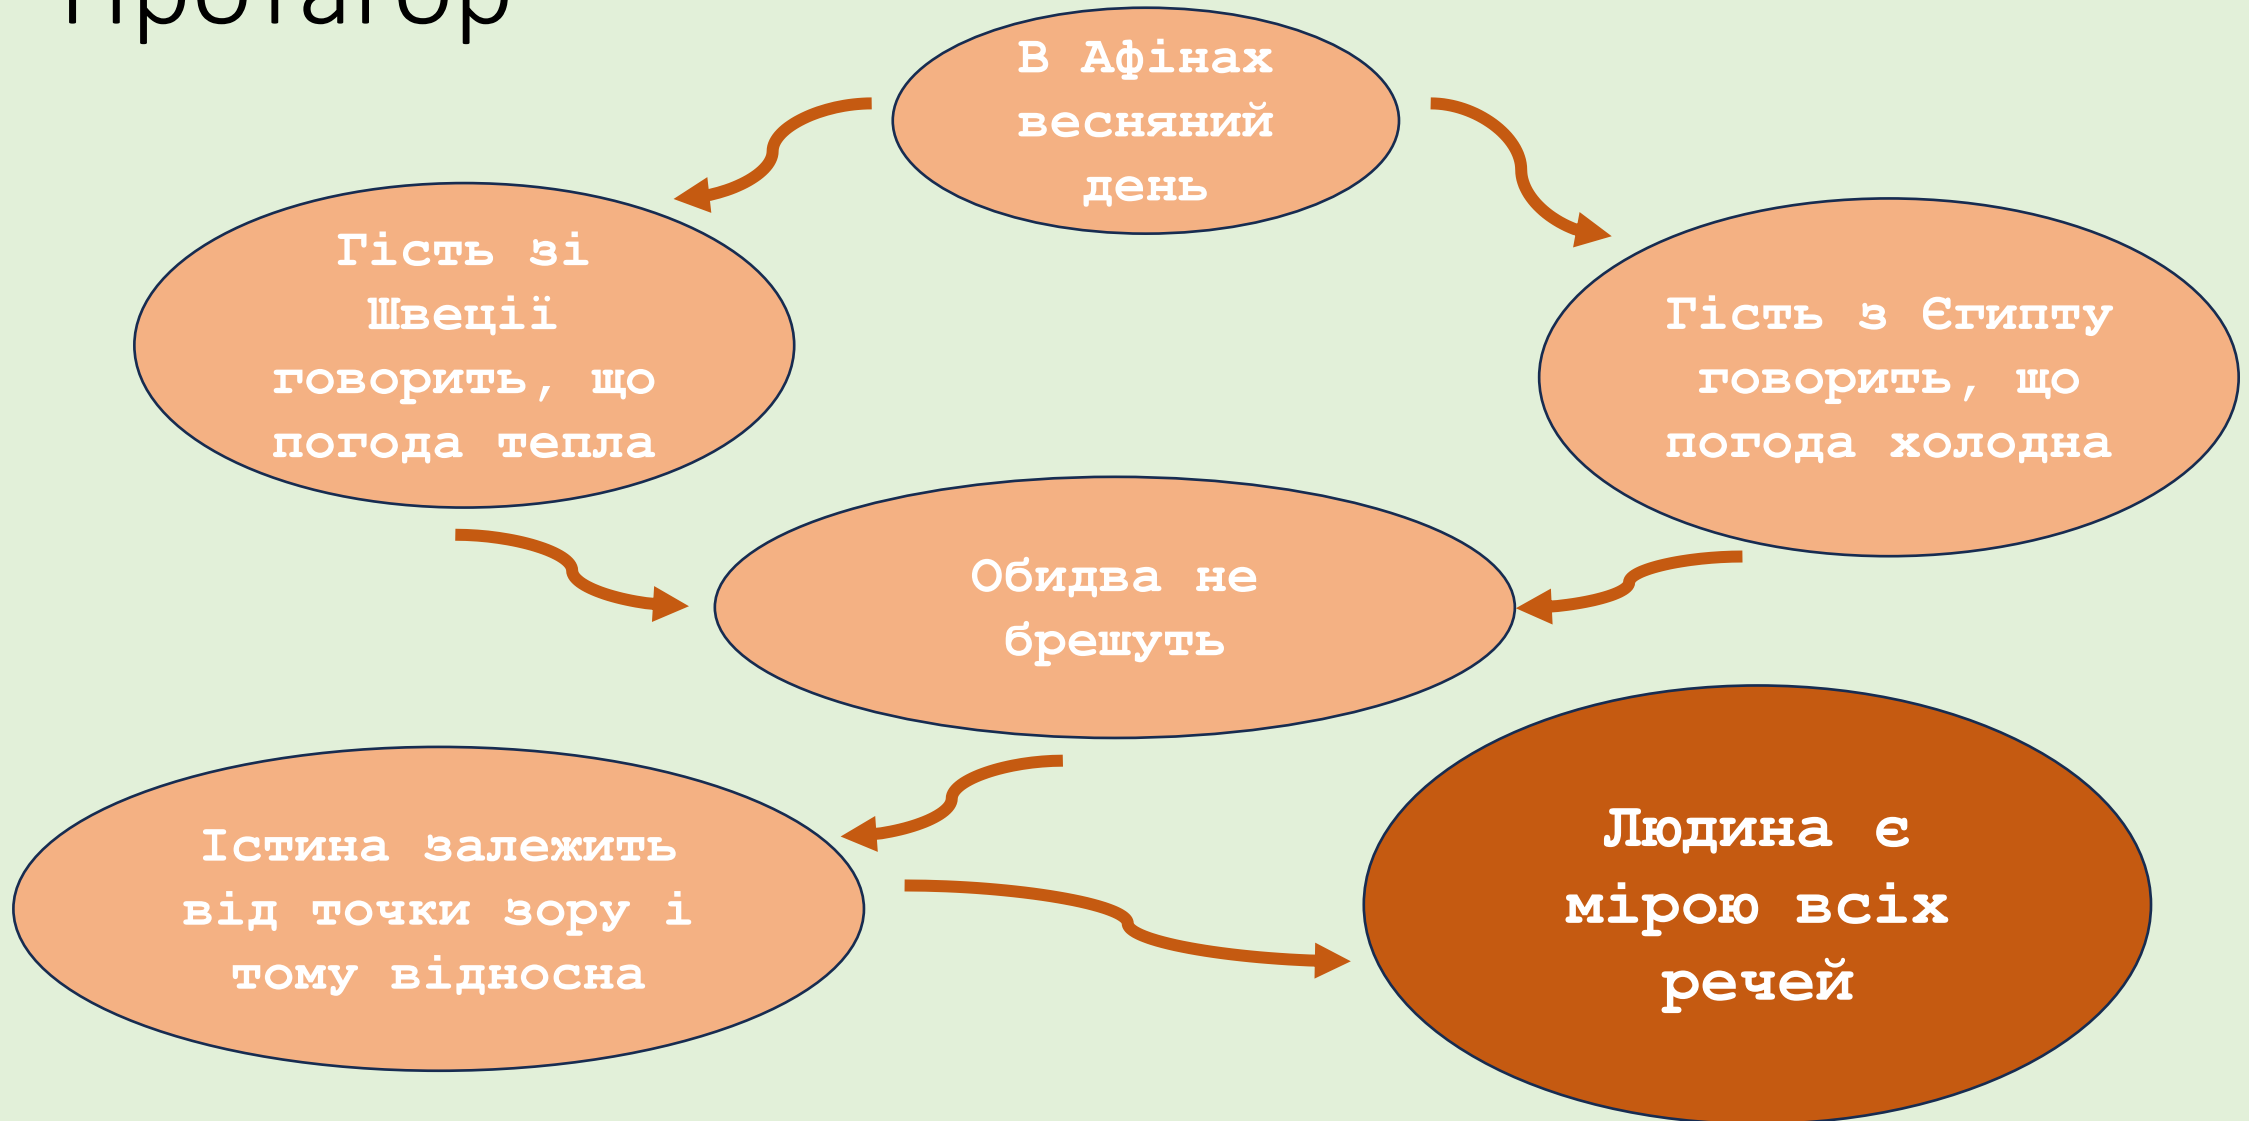 Протагор
В Афінах
весняний
день
Гість зі
Швеції
говорить, що
погода тепла
Гість з Єгипту
говорить, що
погода холодна
Обидва не
брешуть
Істина залежить
від точки зору і
тому відносна
Людина є
мірою всіх
речей